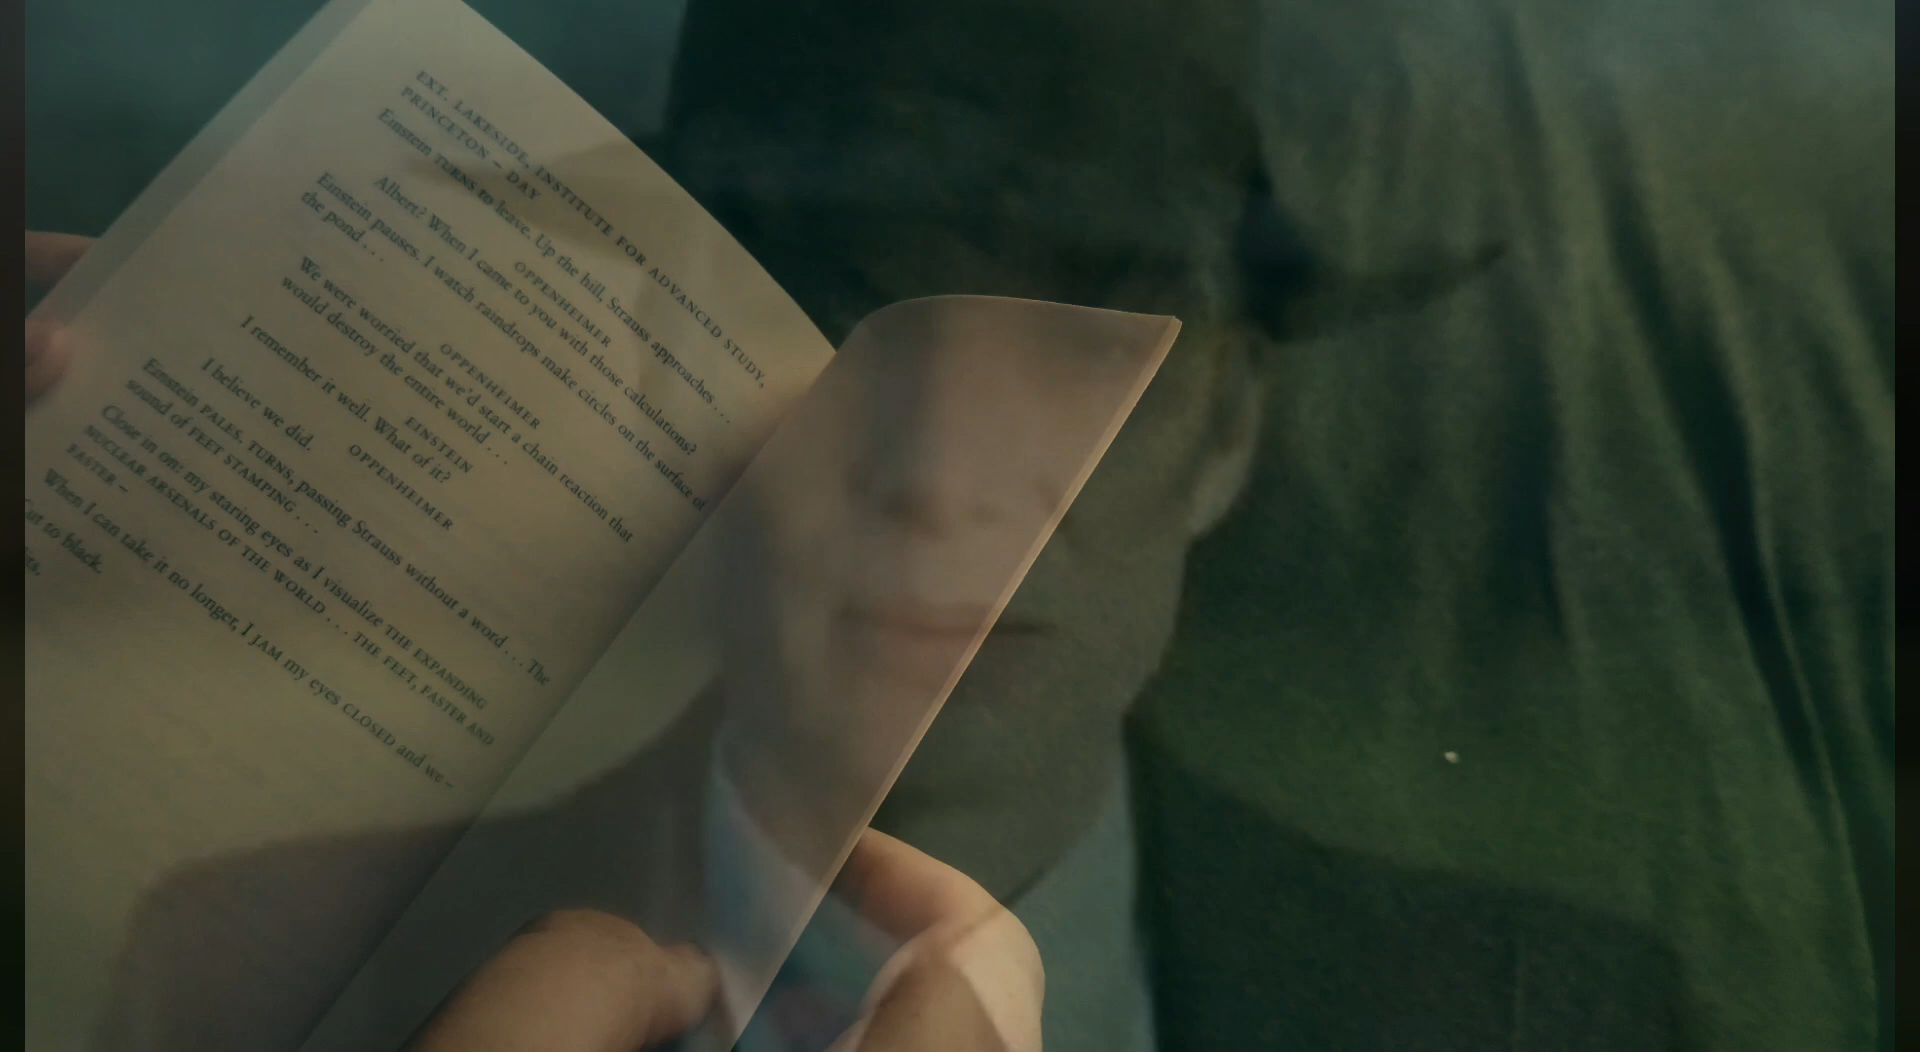 EXT. LAKESIDE, INSTITUTE FOR ADVANCED STUDY,
PRINCETON – DAY
Einstein TURNS to leave. Up the hill, Strauss approaches . . .
OPPENHEIMER
Albert? When I came to you with those calculations?
Einstein pauses. I watch raindrops make circles on the surface of
the pond . . .
OPPENHEIMER
We were worried that we'd start a chain reaction that
would destroy the entire world . . .
EINSTEIN
I remember it well. What of it?
OPPENHEIMER
I believe we did.
Einstein PALES, TURNS, passing Strauss without a word . . . The
sound of FEET STAMPING . . .
Close in on: my staring eyes as I visualize THE EXPANDING
NUCLEAR ARSENALS OF THE WORLD . . . THE FEET, FASTER AND
FASTER –
When I can take it no longer, I JAM my eyes CLOSED and we –
to black.